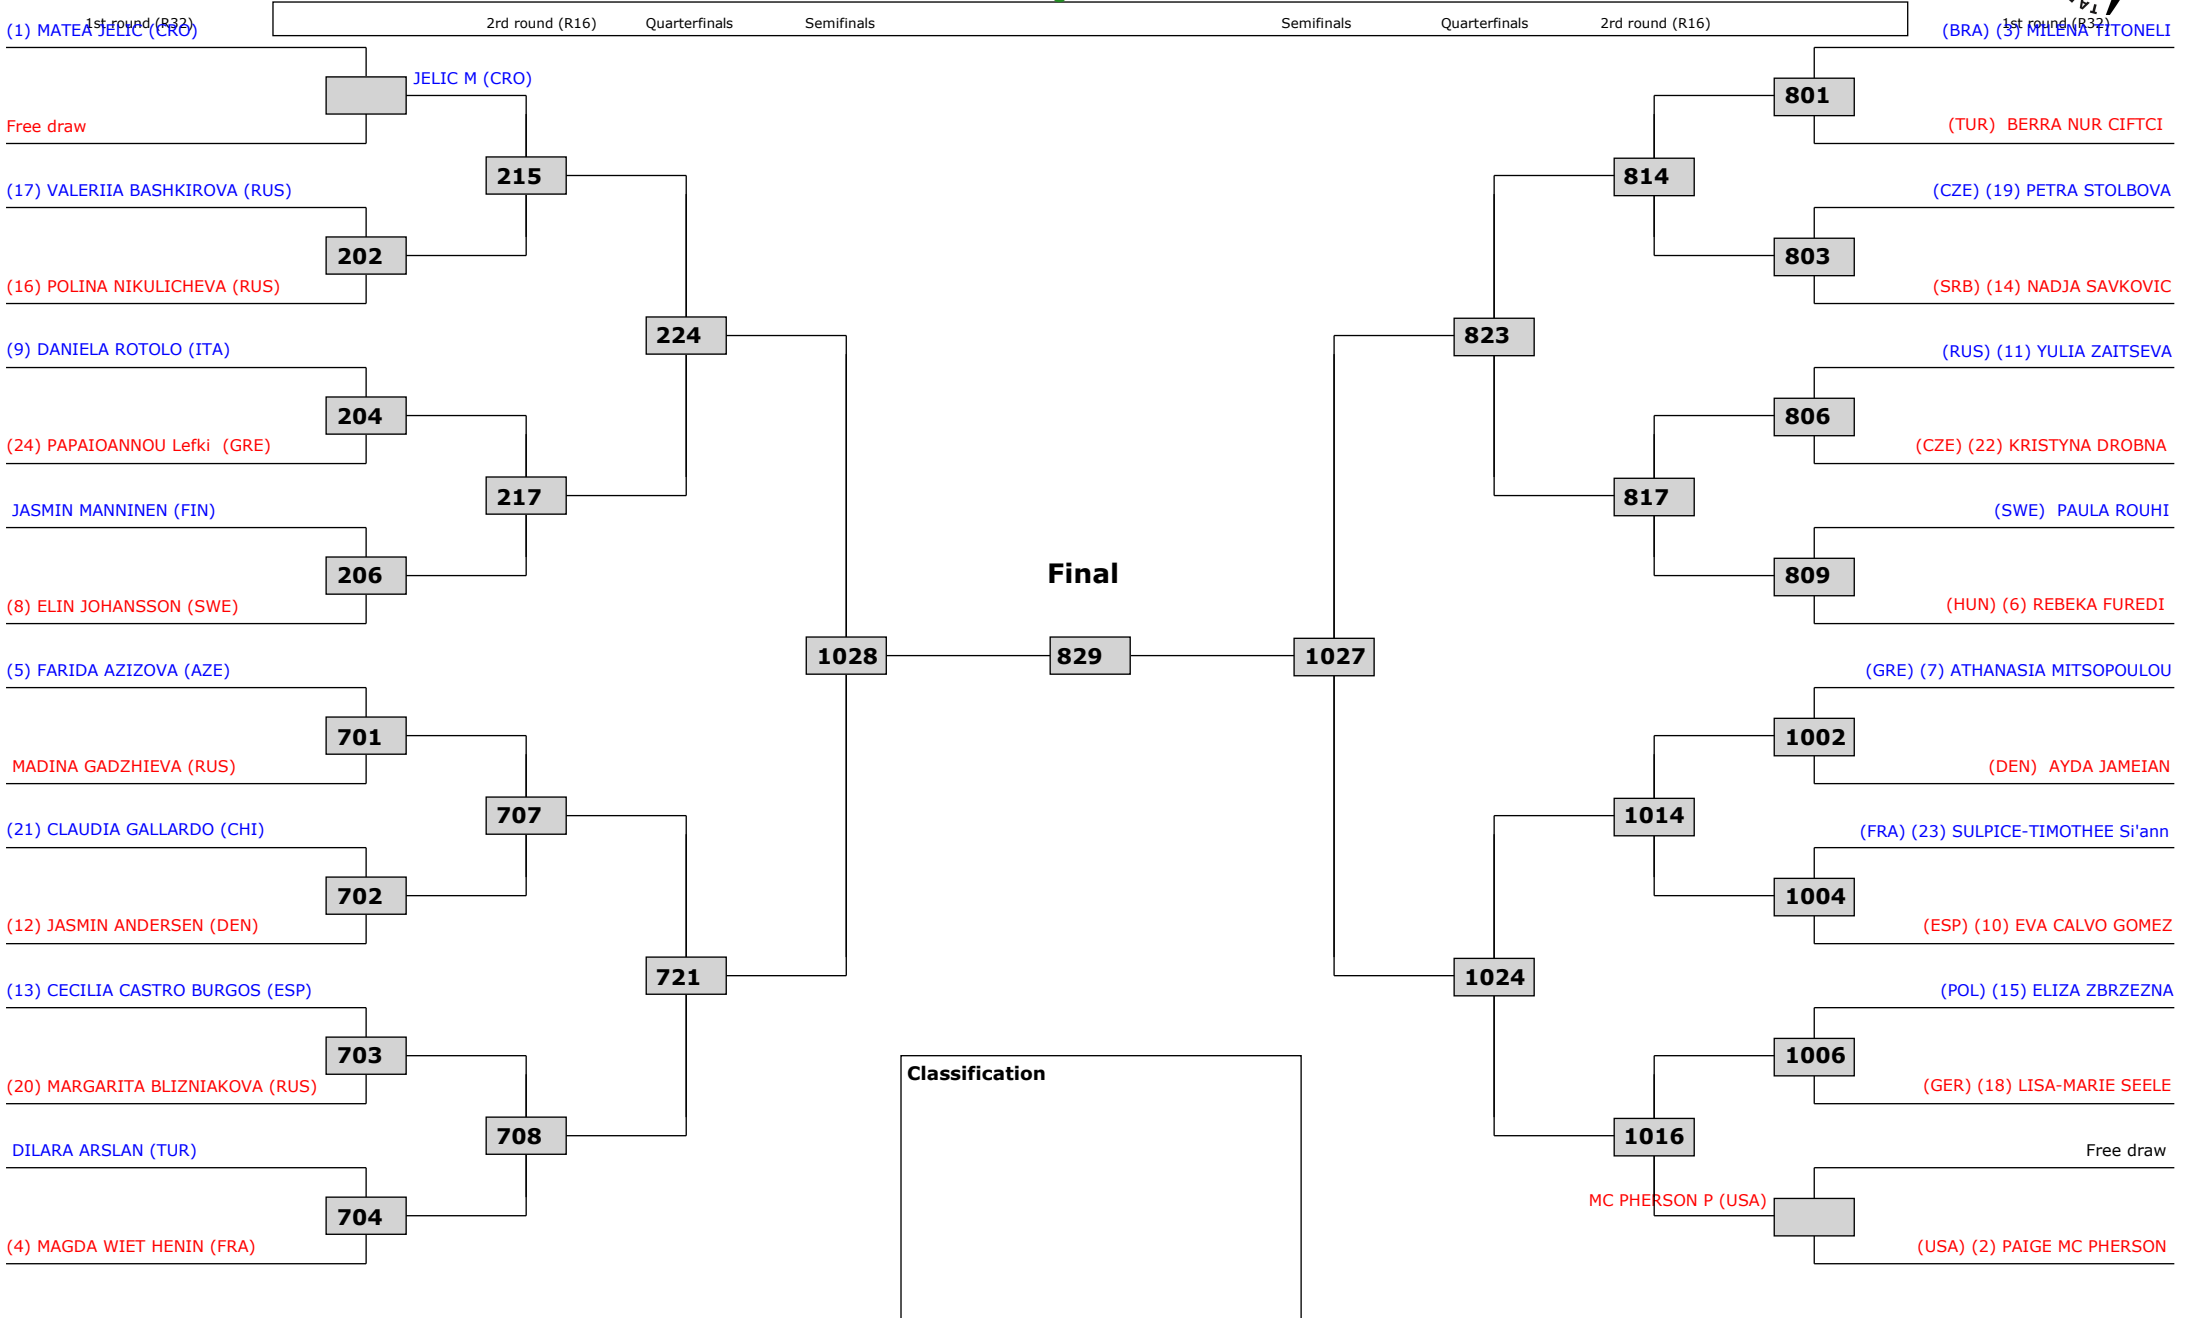 1st round (R32)
2rd round (R16)
Quarterfinals
Semifinals
Semifinals
Quarterfinals
2rd round (R16)
1st round (R32)
(1) MATEA JELIC (CRO)
JELIC M (CRO)
Free draw
215
(17) VALERIIA BASHKIROVA (RUS)
202
(16) POLINA NIKULICHEVA (RUS)
224
(9) DANIELA ROTOLO (ITA)
204
(24) PAPAIOANNOU Lefki (GRE)
217
JASMIN MANNINEN (FIN)
206
(8) ELIN JOHANSSON (SWE)
1028
(5) FARIDA AZIZOVA (AZE)
701
MADINA GADZHIEVA (RUS)
707
(21) CLAUDIA GALLARDO (CHI)
702
(12) JASMIN ANDERSEN (DEN)
721
(13) CECILIA CASTRO BURGOS (ESP)
703
(20) MARGARITA BLIZNIAKOVA (RUS)
708
DILARA ARSLAN (TUR)
704
(4) MAGDA WIET HENIN (FRA)
Final
829
Classification
(BRA) (3) MILENA TITONELI
801
(TUR) BERRA NUR CIFTCI
814
(CZE) (19) PETRA STOLBOVA
803
(SRB) (14) NADJA SAVKOVIC
823
(RUS) (11) YULIA ZAITSEVA
806
(CZE) (22) KRISTYNA DROBNA
817
(SWE) PAULA ROUHI
809
(HUN) (6) REBEKA FUREDI
1027
(GRE) (7) ATHANASIA MITSOPOULOU
1002
(DEN) AYDA JAMEIAN
1014
(FRA) (23) SULPICE-TIMOTHEE Si'ann
1004
(ESP) (10) EVA CALVO GOMEZ
1024
(POL) (15) ELIZA ZBRZEZNA
1006
(GER) (18) LISA-MARIE SEELE
1016
Free draw
MC PHERSON P (USA)
(USA) (2) PAIGE MC PHERSON